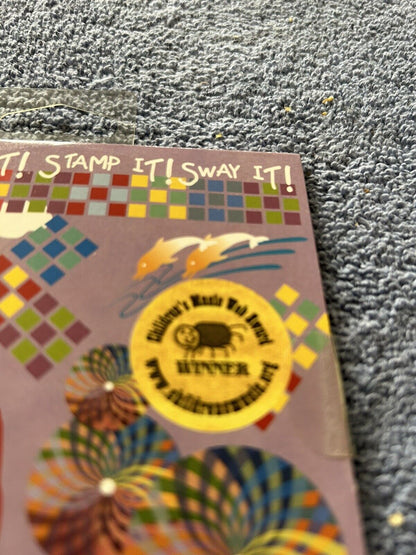 T! STAMP IT! SWAY IT!
Children's Music Web Award
WINNER
www.childrensmusic.org